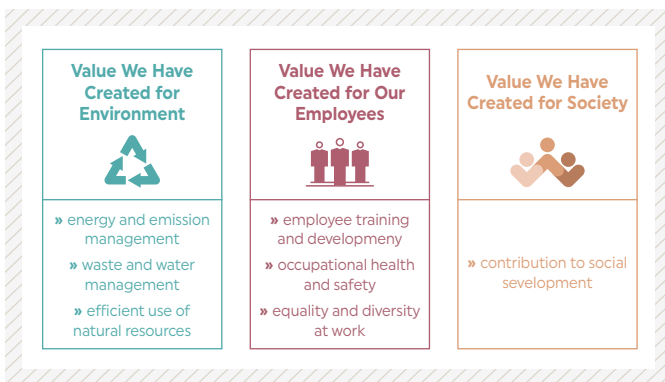 Value We Have
Created for
Environment
» energy and emission
management
» waste and water
management
» efficient use of
natural resources
Value We Have
Created for Our
Employees
» employee training
and developmeny
» occupational health
and safety
» equality and diversity
at work
Value We Have
Created for Society
» contribution to social
sevelopment